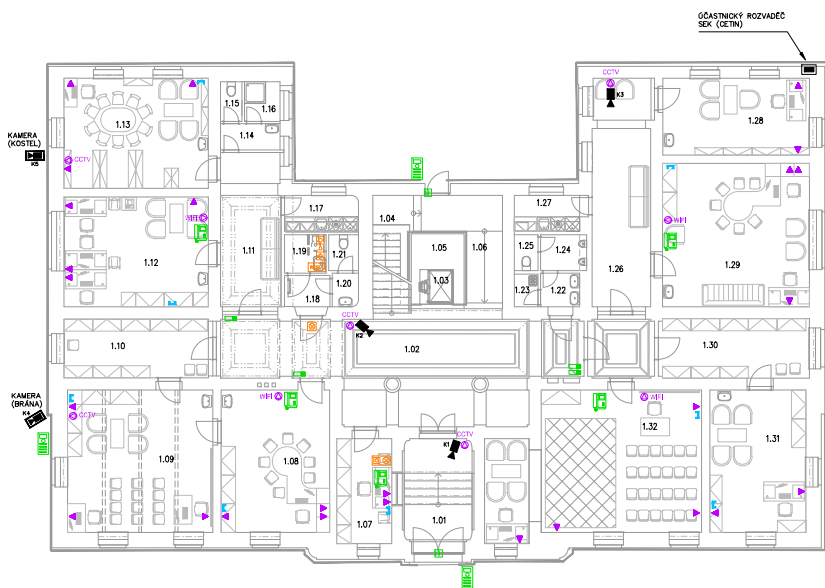 ÚČASTNICKÝ ROZVADĚČ
SEK (CETIN)
CCTV
K3
1.15
1.16
1.13
1.14
1.28
KAMERA
(KOSTEL)
K5
CCTV
1.17
1.27
1.04
1.05
1.06
WIFI
WIFI
1.11
1.19
1.21
1.25
1.24
1.12
1.26
1.29
1.03
1.20
1.18
1.23
1.22
CCTV
K2
1.10
1.02
1.30
KAMERA
(BRÁNA)
K4
CCTV
WIFI
WIFI
1.32
1.31
CCTV
K1
1.09
1.08
1.07
1.01